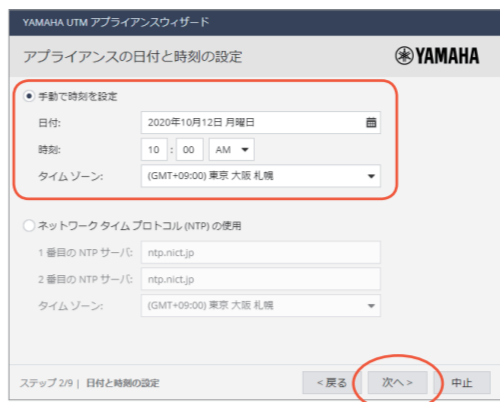 YAMAHA UTM アプライアンスウィザード
アプライアンスの日付と時刻の設定
YAMAHA
手動で時刻を設定
日付: 2020年10月12日 月曜日
時刻: 10 : 00 AM
タイムゾーン: (GMT+09:00) 東京 大阪 札幌
ネットワーク タイム プロトコル (NTP) の使用
1 番目の NTP サーバ: ntp.nict.jp
2 番目の NTP サーバ: ntp.nict.jp
タイムゾーン: (GMT+09:00) 東京 大阪 札幌
ステップ 2/9 | 日付と時刻の設定 < 戻る 次へ > 中止